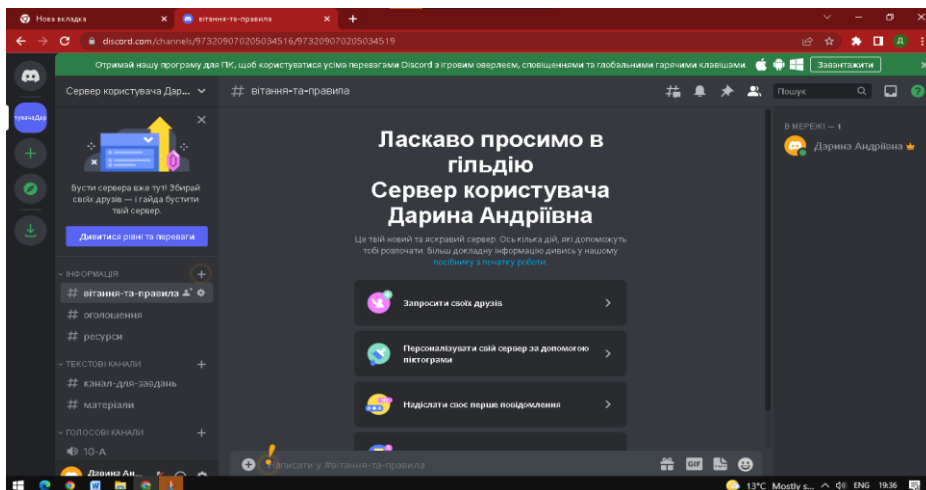 Нова вкладка
вітання-та-правила
discord.com/channels/973209070205034516/973209070205034519
Д
Отримай нашу програму для ПК, щоб користуватися усіма перевагами Discord з ігровим оверлеєм, сповіщеннями та глобальними гарячими клавішами.
Завантажити
Сервер користувача Дар...
вітання-та-правила
Пошук
тувачаДар
Бусти сервера вже тут! Збирай
своїх друзів — і гайда бустити
твій сервер.
Дивитися рівні та переваги
ІНФОРМАЦІЯ
вітання-та-правила
оголошення
ресурси
ТЕКСТОВІ КАНАЛИ
канал-для-завдань
матеріали
ГОЛОСОВІ КАНАЛИ
10-А
Дарина Ан...
Ласкаво просимо в
гільдію
Сервер користувача
Дарина Андріївна
Це твій новий та яскравий сервер. Ось кілька дій, які допоможуть
тобі розпочати. Більш докладну інформацію дивись у нашому
посібнику з початку роботи.
Запросити своїх друзів
Персоналізувати свій сервер за допомогою
піктограми
Надіслати своє перше повідомлення
Написати у #вітання-та-правила
GIF
В МЕРЕЖІ — 1
Дарина Андріївна
13°C Mostly s...
ENG
19:36